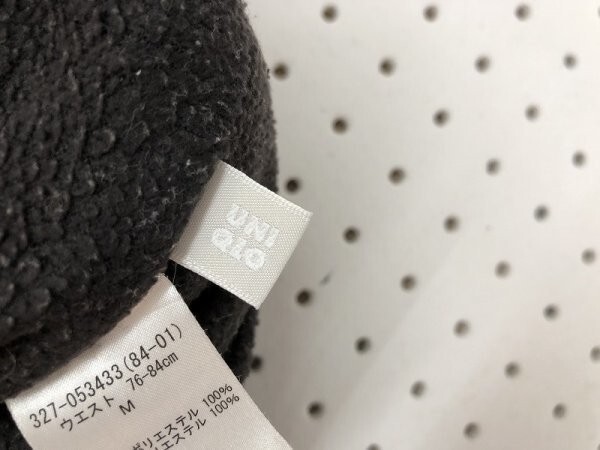 UNI
QLO
327-053433(84-01)
ウエスト 76-84cm
M
ポリエステル 100%
リエステル 100%